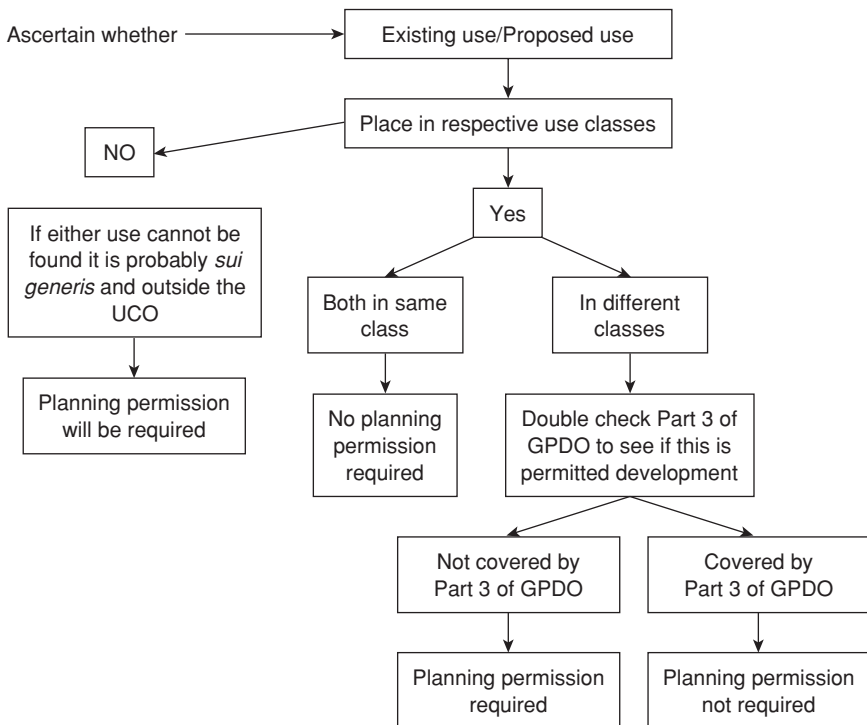 Ascertain whether
Existing use/Proposed use
Place in respective use classes
NO
Yes
If either use cannot be
found it is probably sui
generis and outside the
UCO
Both in same
class
In different
classes
Planning permission
will be required
No planning
permission
required
Double check Part 3 of
GPDO to see if this is
permitted development
Not covered by
Part 3 of GPDO
Covered by
Part 3 of GPDO
Planning permission
required
Planning permission
not required